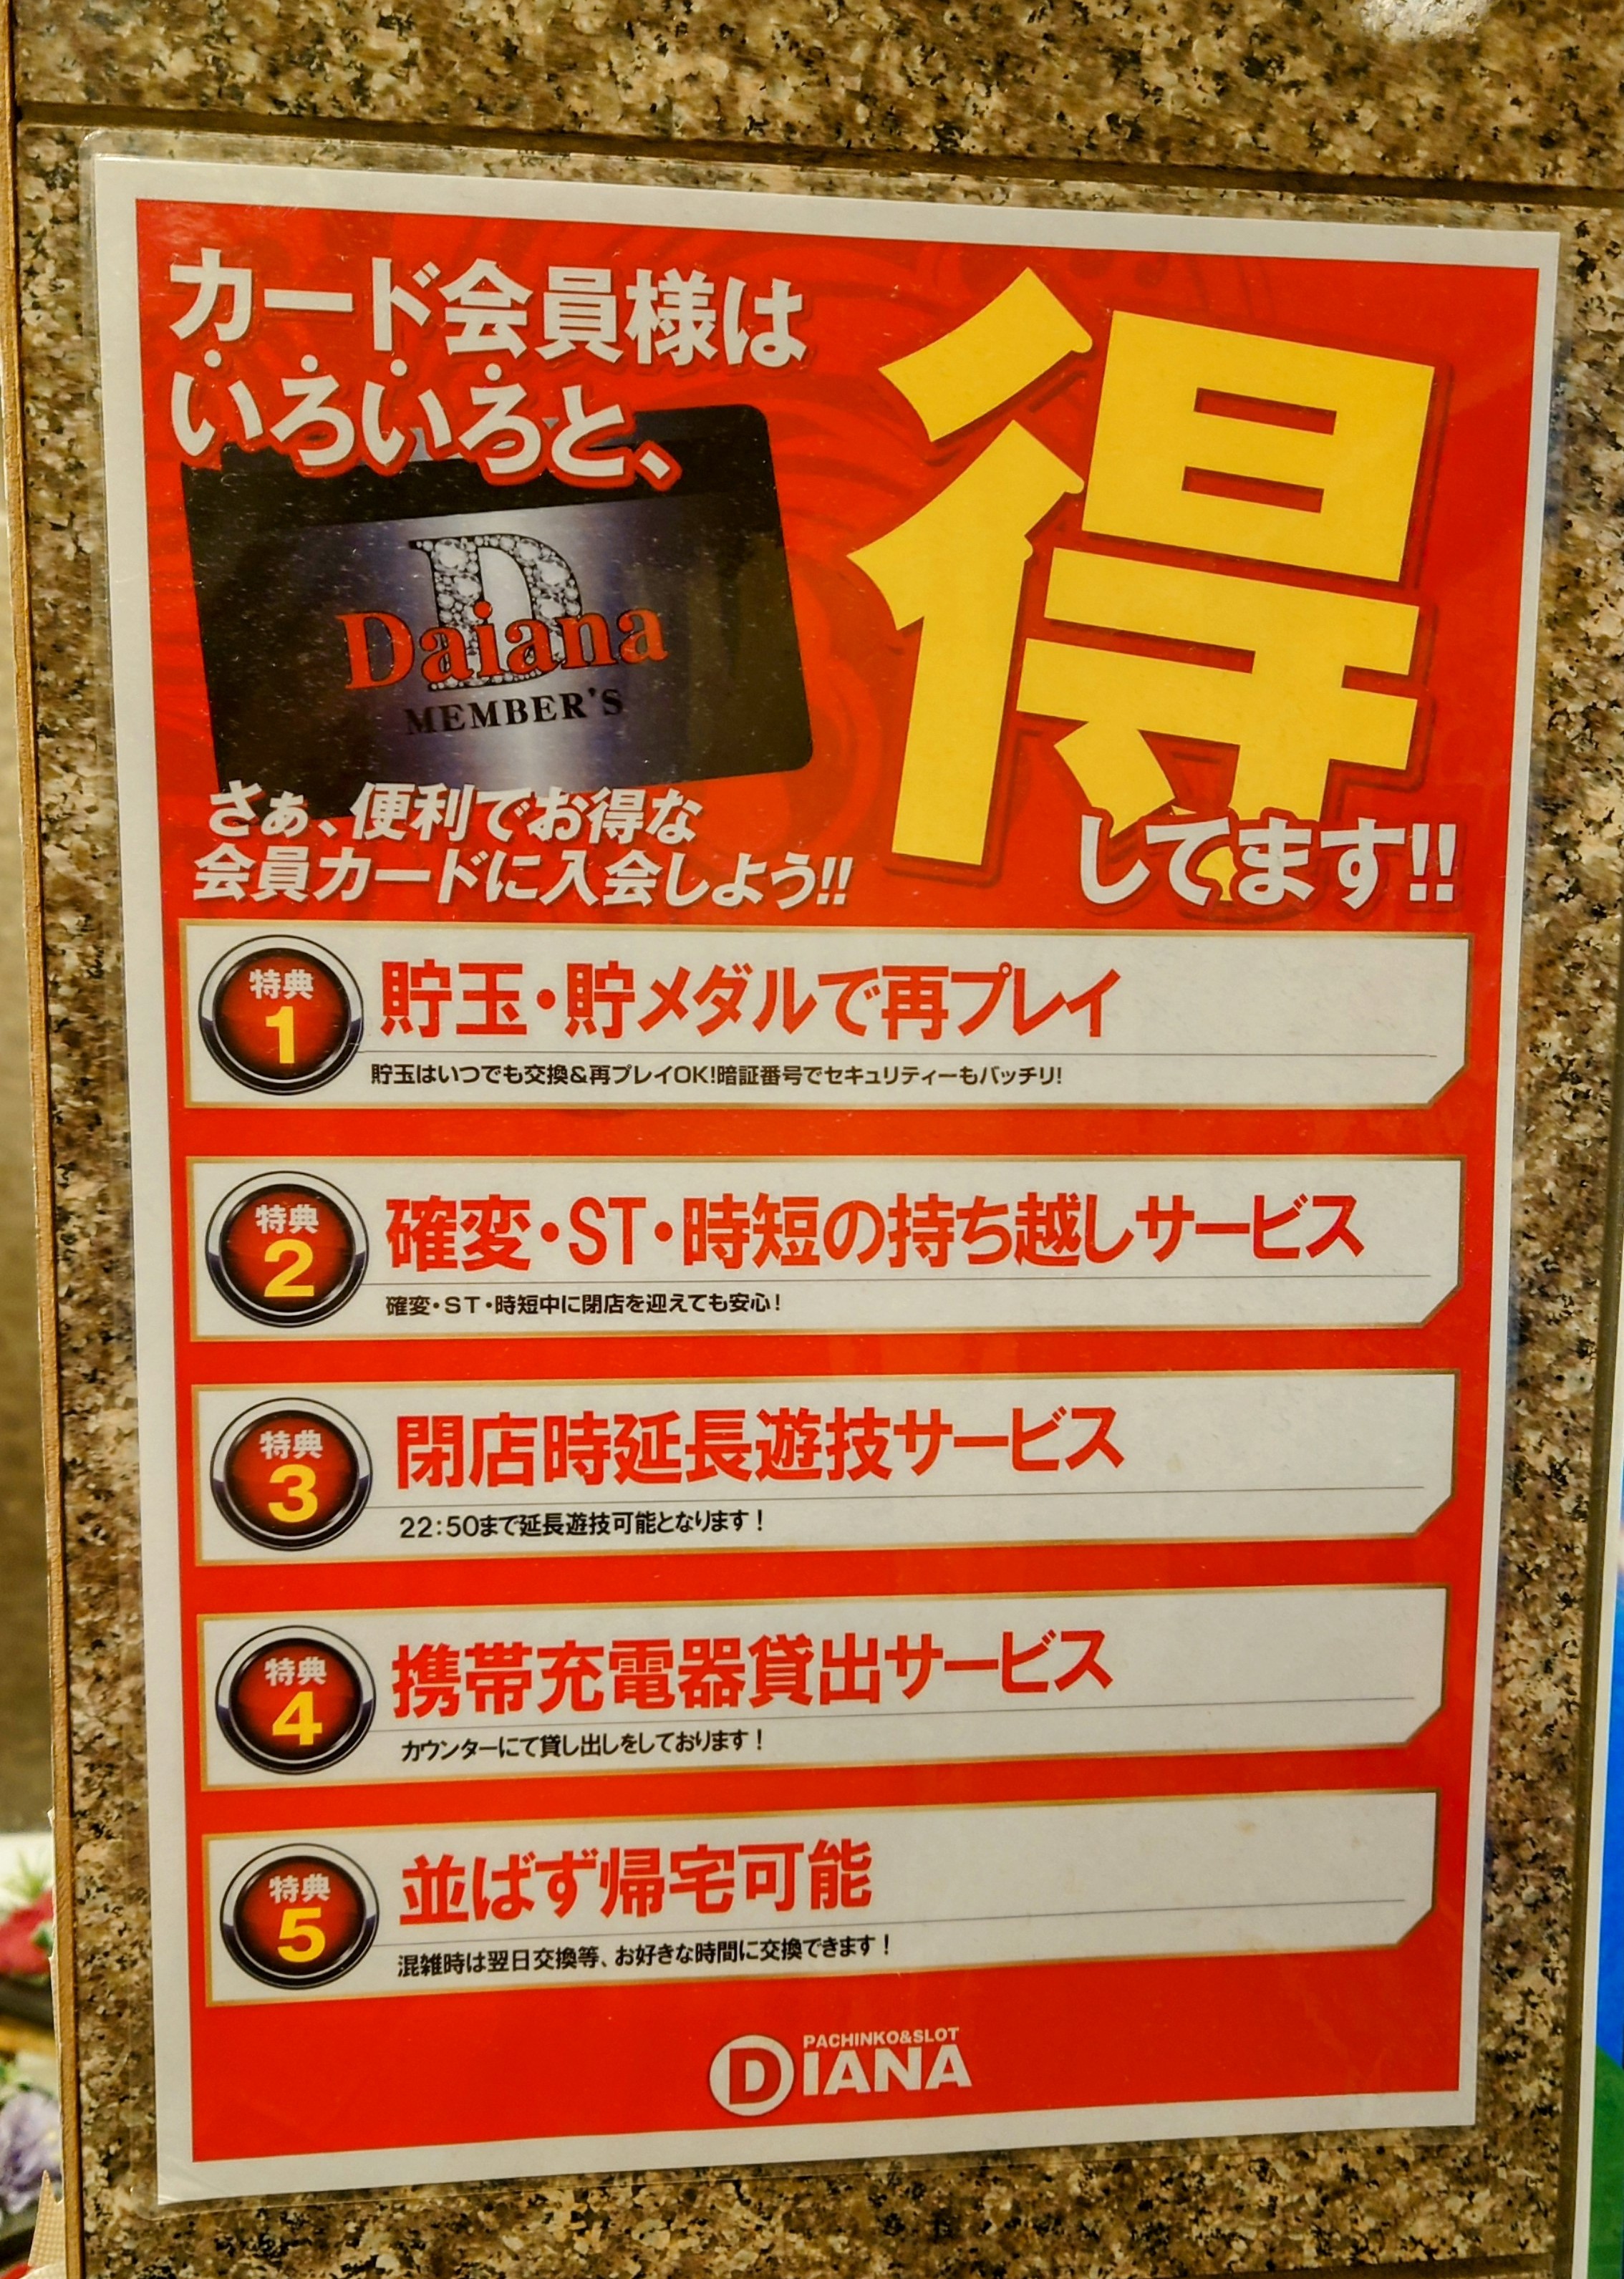 カード会員様は
いろいろと、
得
してます!!
D
Daiana
MEMBER'S
さぁ、便利でお得な
会員カードに入会しよう!!
特典
1
貯玉・貯メダルで再プレイ
貯玉はいつでも交換&再プレイOK!暗証番号でセキュリティーもバッチリ!
特典
2
確変・ST・時短の持ち越しサービス
確変・ST・時短中に閉店を迎えても安心!
特典
3
閉店時延長遊技サービス
22:50まで延長遊技可能となります!
特典
4
携帯充電器貸出サービス
カウンターにて貸し出しをしております!
特典
5
並ばず帰宅可能
混雑時は翌日交換等、お好きな時間に交換できます!
PACHINKO&SLOT
DIANA